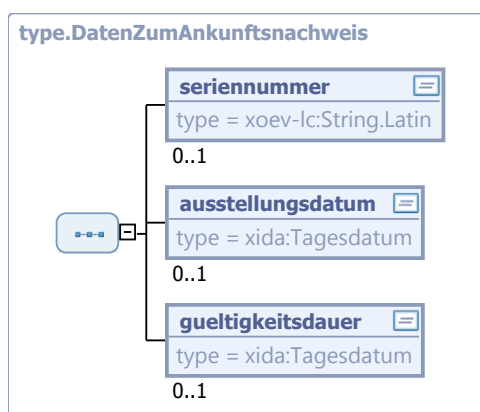 type.DatenZumAnkunftsnachweis
seriennummer
type = xoev-lc:String.Latin
0..1
ausstellungsdatum
type = xida:Tagesdatum
0..1
gueltigkeitsdauer
type = xida:Tagesdatum
0..1